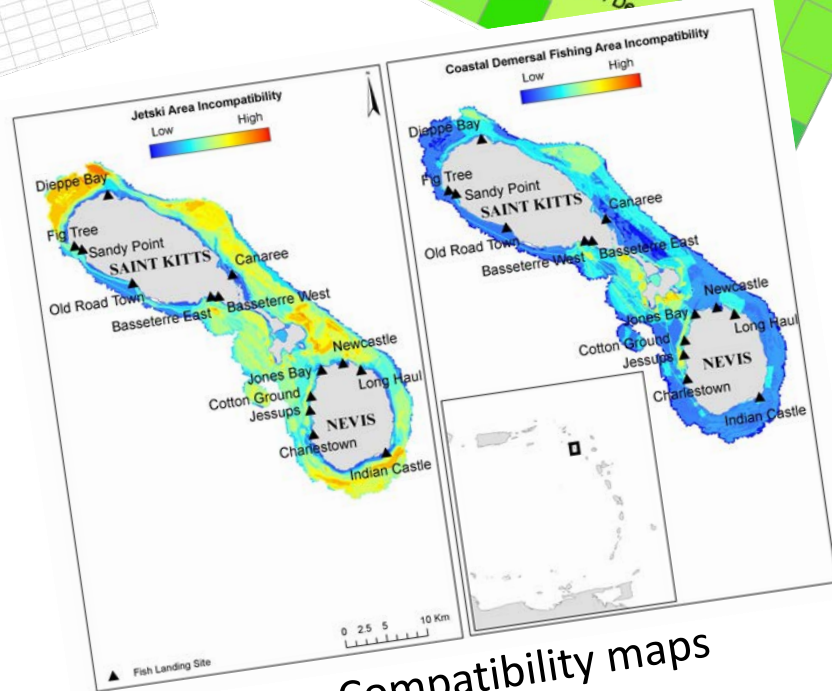 De
Jetski Area Incompatibility
Low High
Dieppe Bay
Fig Tree
Sandy Point
SAINT KITTS
Canaree
Old Road Town
Basseterre West
Basseterre East
Newcastle
Jones Bay
Long Haul
Cotton Ground
Jessups
NEVIS
Charlestown
Indian Castle
0 2.5 5 10 Km
Fish Landing Site
Coastal Demersal Fishing Area Incompatibility
Low High
Dieppe Bay
Fig Tree
Sandy Point
SAINT KITTS
Canaree
Old Road Town
Basseterre East
Basseterre West
Newcastle
Jones Bay
Long Haul
Cotton Ground
Jessups
NEVIS
Charlestown
Indian Castle
Compatibility maps